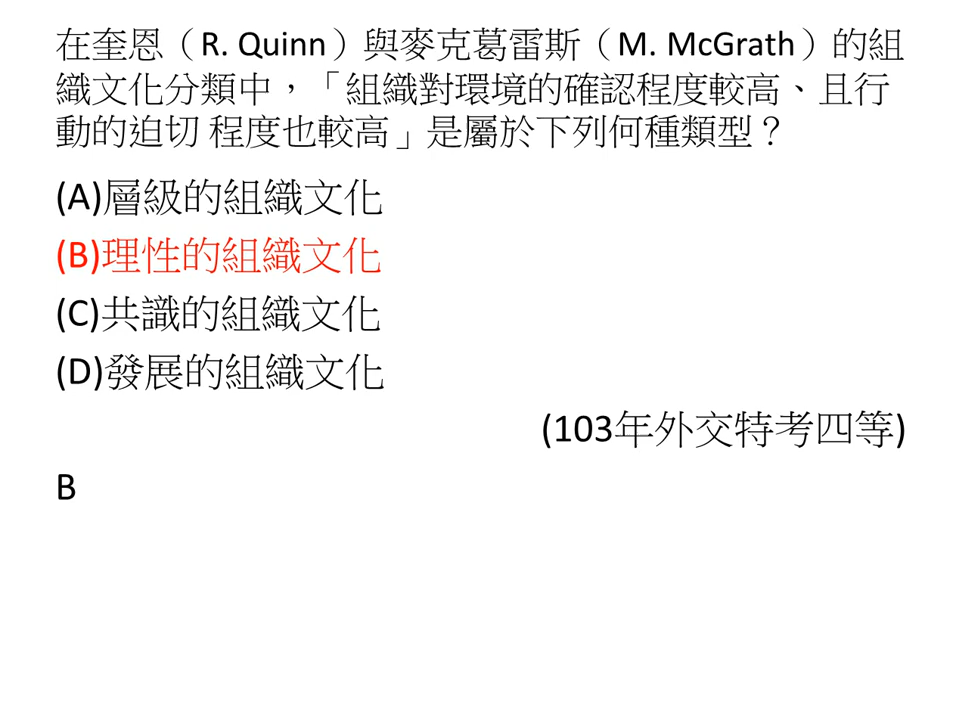 在奎恩（R. Quinn）與麥克葛雷斯（M. McGrath）的組
織文化分類中，「組織對環境的確認程度較高、且行
動的迫切 程度也較高」是屬於下列何種類型？
(A)層級的組織文化
(B)理性的組織文化
(C)共識的組織文化
(D)發展的組織文化
(103年外交特考四等)
B